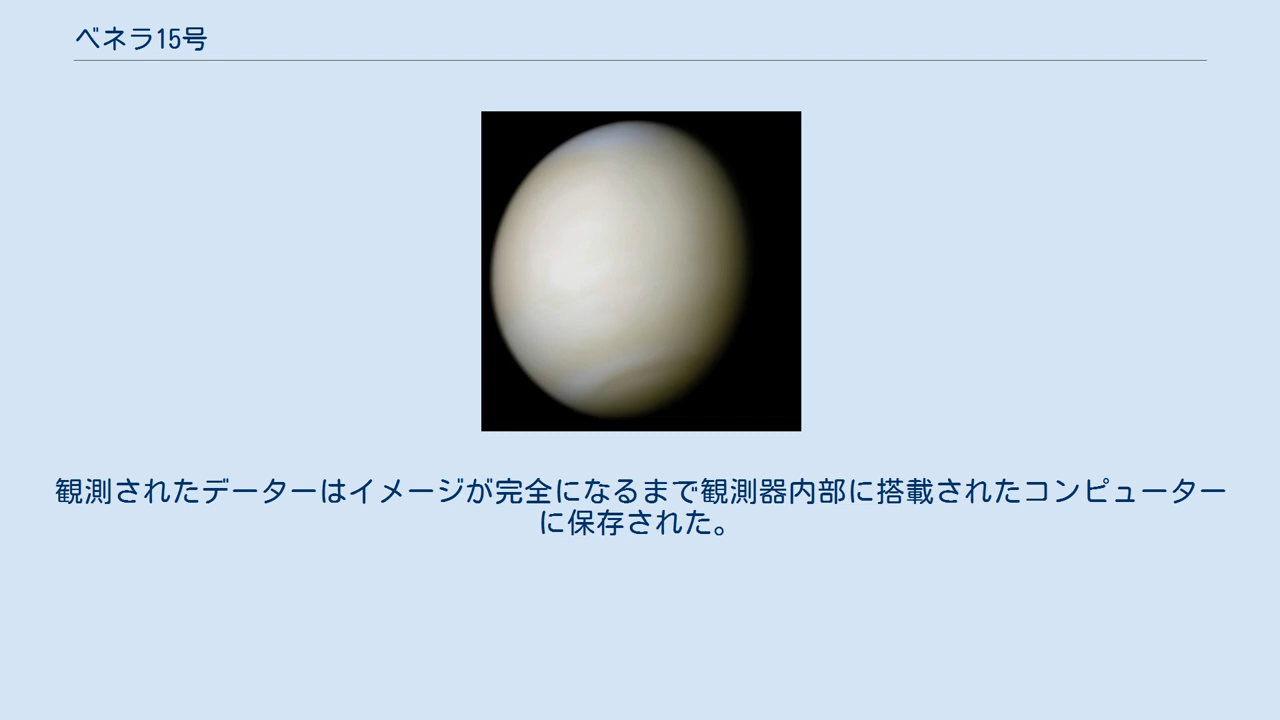 ベネラ15号
観測されたデーターはイメージが完全になるまで観測器内部に搭載されたコンピューター
に保存された。